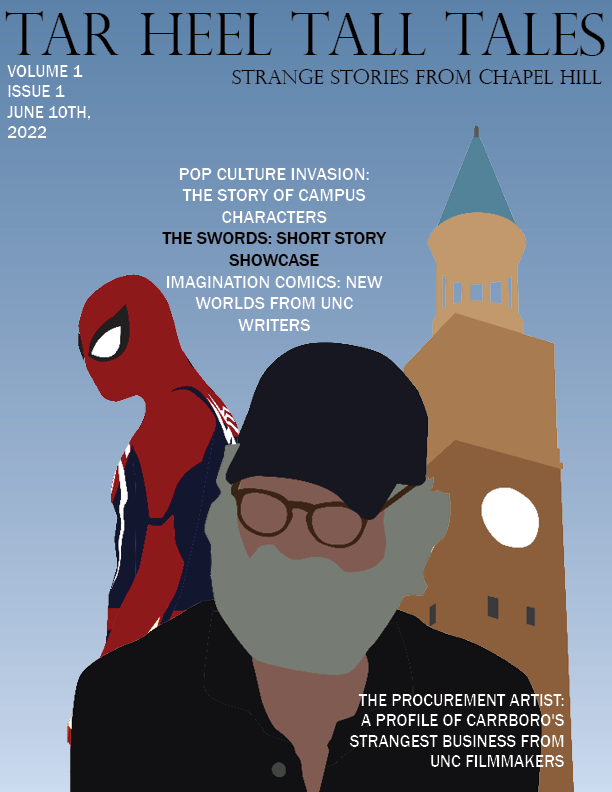 TAR HEEL TALL TALES
STRANGE STORIES FROM CHAPEL HILL
VOLUME 1
ISSUE 1
JUNE 10TH,
2022
POP CULTURE INVASION:
THE STORY OF CAMPUS
CHARACTERS
THE SWORDS: SHORT STORY
SHOWCASE
IMAGINATION COMICS: NEW
WORLDS FROM UNC
WRITERS
THE PROCUREMENT ARTIST:
A PROFILE OF CARRBORO'S
STRANGEST BUSINESS FROM
UNC FILMMAKERS